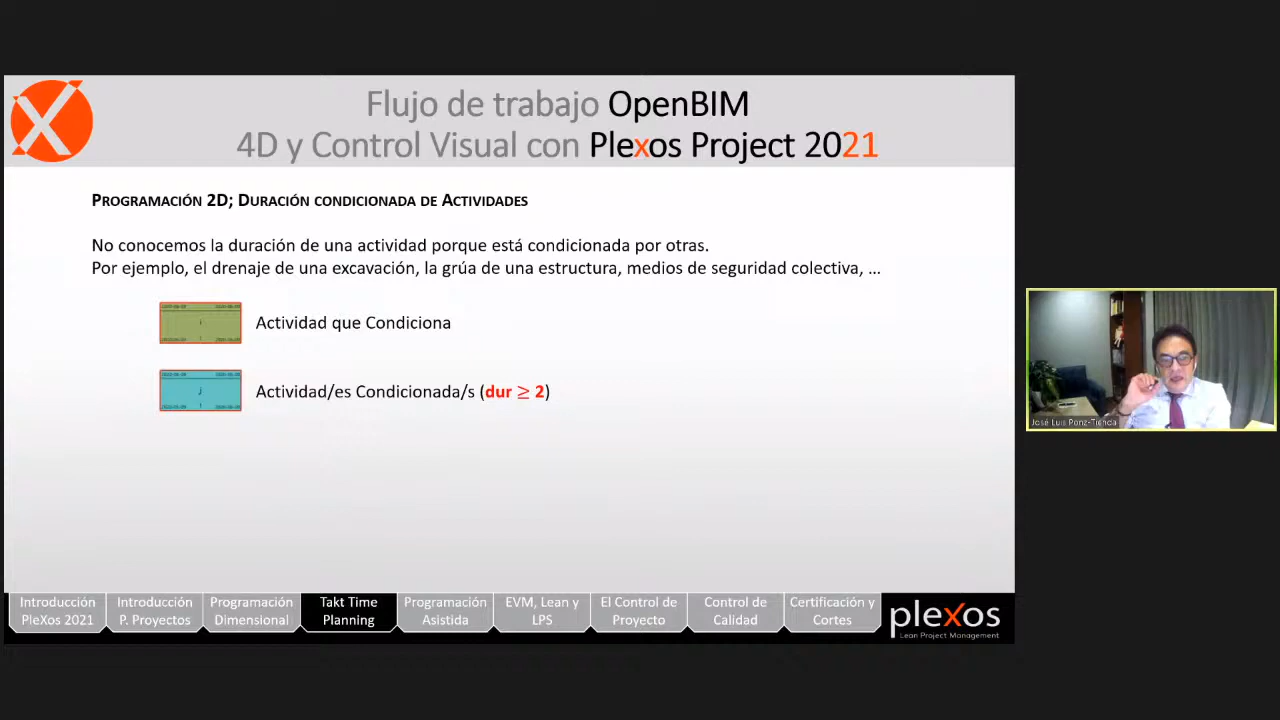 Flujo de trabajo OpenBIM
4D y Control Visual con Plexos Project 2021
Programación 2D; Duración condicionada de Actividades
No conocemos la duración de una actividad porque está condicionada por otras.
Por ejemplo, el drenaje de una excavación, la grúa de una estructura, medios de seguridad colectiva, ...
i
Actividad que Condiciona
j
Actividad/es Condicionada/s (dur ≥ 2)
José Luis Ponz-Tienda
Introducción
PleXos 2021
Introducción
P. Proyectos
Programación
Dimensional
Takt Time
Planning
Programación
Asistida
EVM, Lean y
LPS
El Control de
Proyecto
Control de
Calidad
Certificación y
Cortes
plexos
Lean Project Management